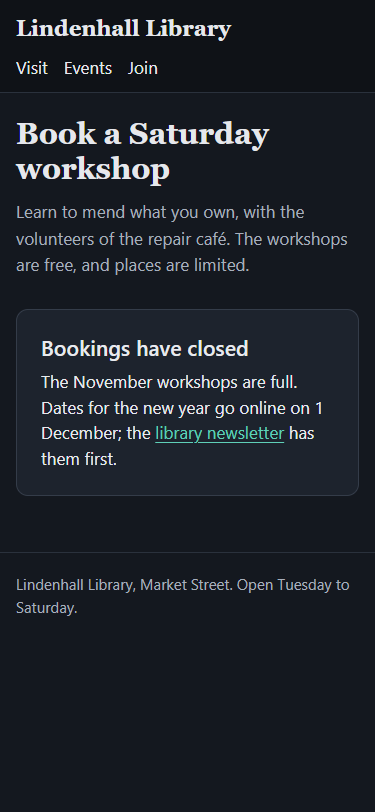 Lindenhall Library
Visit Events Join
Book a Saturday
workshop
Learn to mend what you own, with the
volunteers of the repair café. The workshops
are free, and places are limited.
Bookings have closed
The November workshops are full.
Dates for the new year go online on 1
December; the library newsletter has
them first.
Lindenhall Library, Market Street. Open Tuesday to
Saturday.